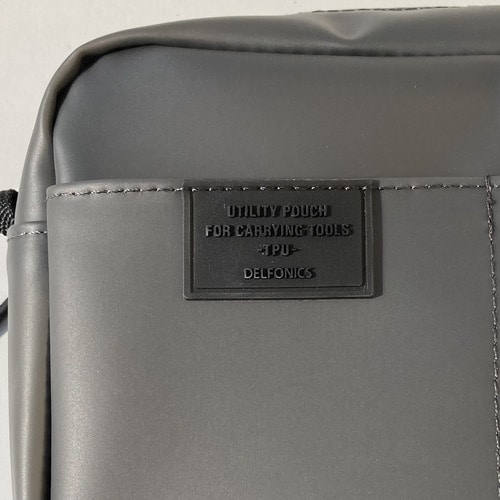 UTILITY POUCH
FOR CARRYING TOOLS
-TPU-
DELFONICS